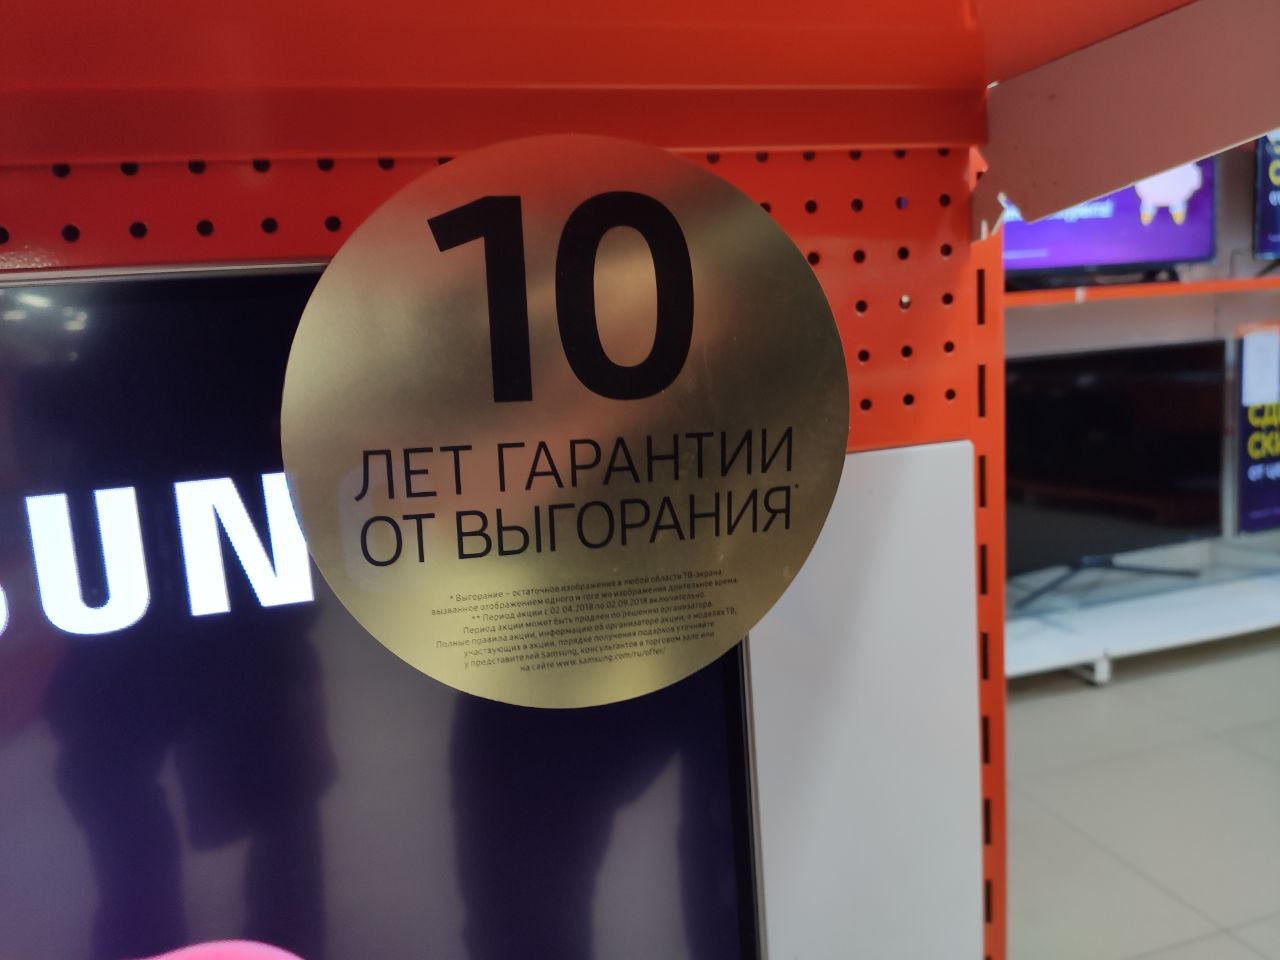 10
ЛЕТ ГАРАНТИИ
ОТ ВЫГОРАНИЯ*
* Выгорание – остаточное изображение в любой области ТВ-экрана
вызванное отображением одного и того же изображения длительное время.
** Период акции с 02.04.2018 по 02.09.2018 включительно.
Период акции может быть продлен по решению организатора.
Полные правила акции, информацию об организаторе акции, о моделях ТВ,
участвующих в акции, порядке получения подарков уточняйте
у представителей Samsung, консультантов в торговом зале или
на сайте www.samsung.com/ru/offer/
SUN